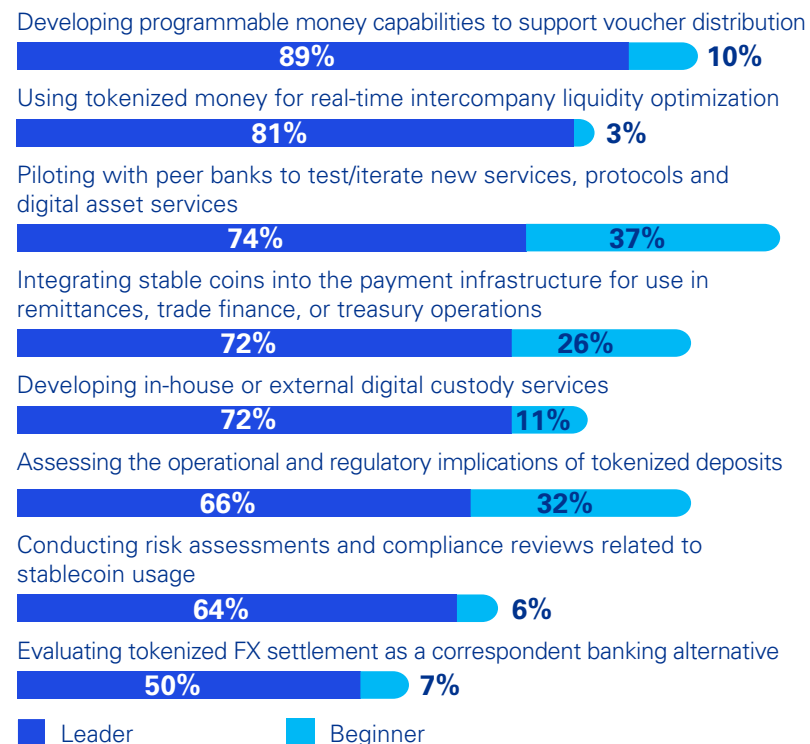 Developing programmable money capabilities to support voucher distribution
89% 10%
Using tokenized money for real-time intercompany liquidity optimization
81% 3%
Piloting with peer banks to test/iterate new services, protocols and
digital asset services
74% 37%
Integrating stable coins into the payment infrastructure for use in
remittances, trade finance, or treasury operations
72% 26%
Developing in-house or external digital custody services
72% 11%
Assessing the operational and regulatory implications of tokenized deposits
66% 32%
Conducting risk assessments and compliance reviews related to
stablecoin usage
64% 6%
Evaluating tokenized FX settlement as a correspondent banking alternative
50% 7%
Leader Beginner